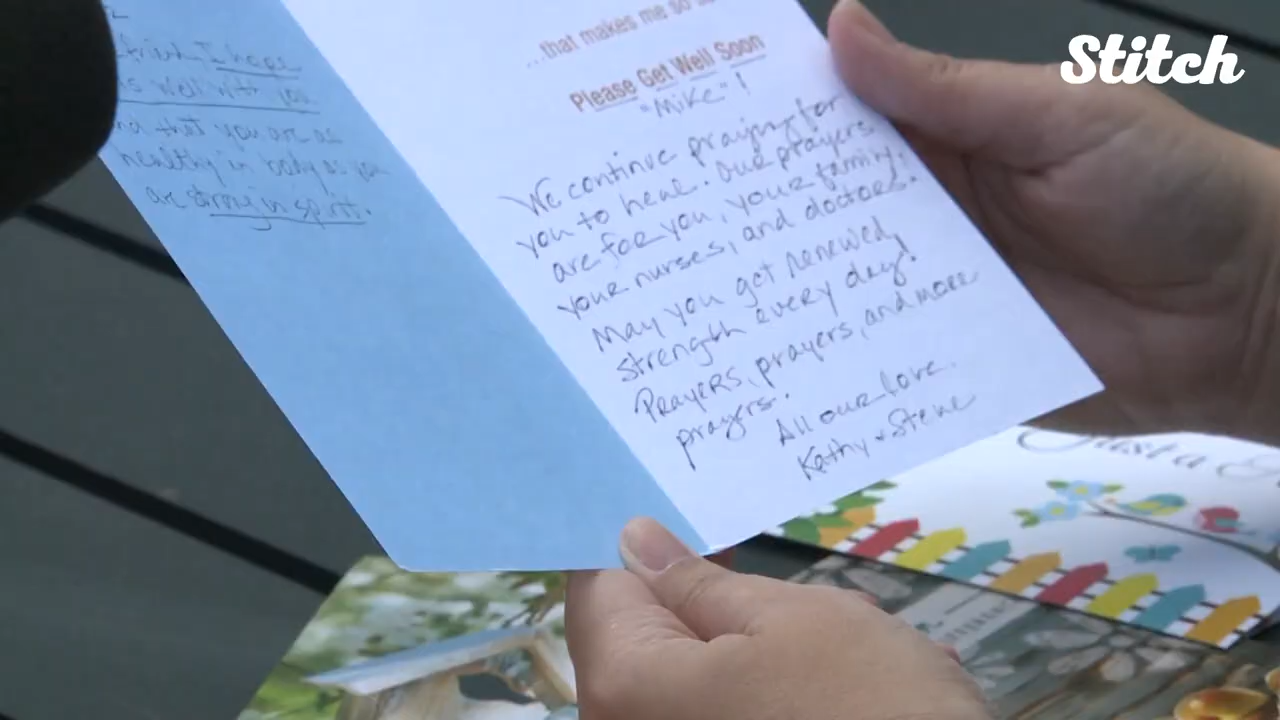 friend I hope
is well with you
and that you are as
healthy in body as you
are strong in spirit.
...that makes me so
Please Get Well Soon
"Mike"!
We continue praying for
you to heal. Our prayers
are for you, your family,
your nurses, and doctors.
May you get renewed
strength every day!
Prayers, prayers, and more
prayers.
All our love.
Kathy & Steve
Just a
Stitch